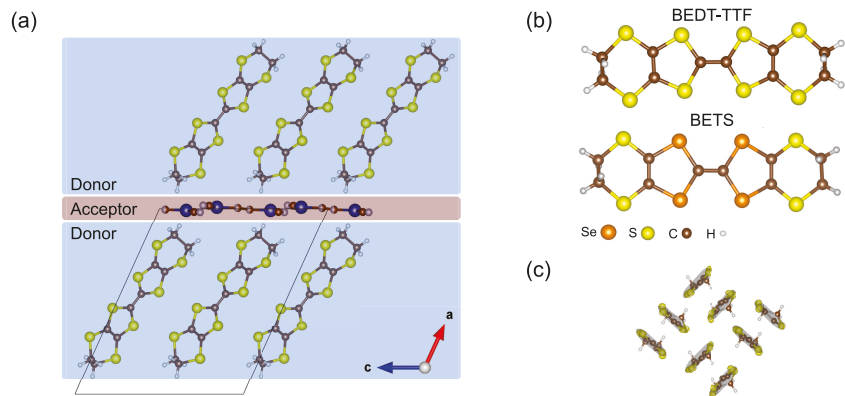 (a)
Donor
Acceptor
Donor
a
c
(b)
BEDT-TTF
BETS
Se S C H
(c)